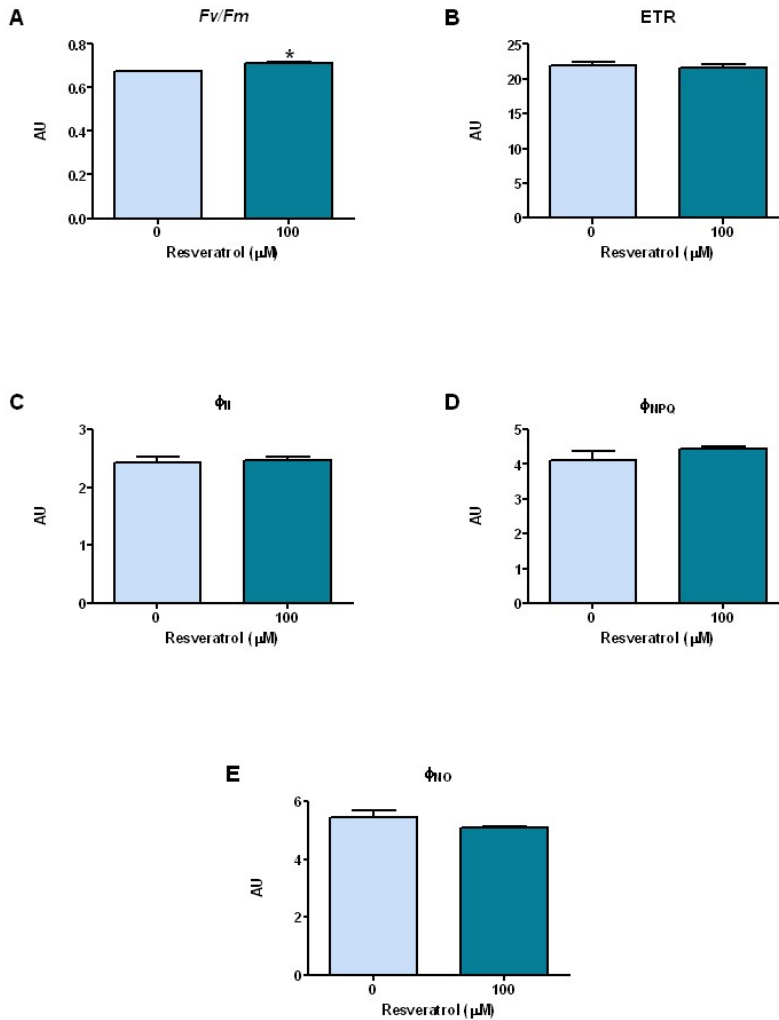 A
Fv/Fm
0.8
0.6
0.4
0.2
0.0
AU
*
0
100
Resveratrol (μM)
B
ETR
25
20
15
10
5
0
AU
0
100
Resveratrol (μM)
C
ϕII
3
2
1
0
AU
0
100
Resveratrol (μM)
D
ϕNPQ
5
4
3
2
1
0
AU
0
100
Resveratrol (μM)
E
ϕNO
6
4
2
0
AU
0
100
Resveratrol (μM)